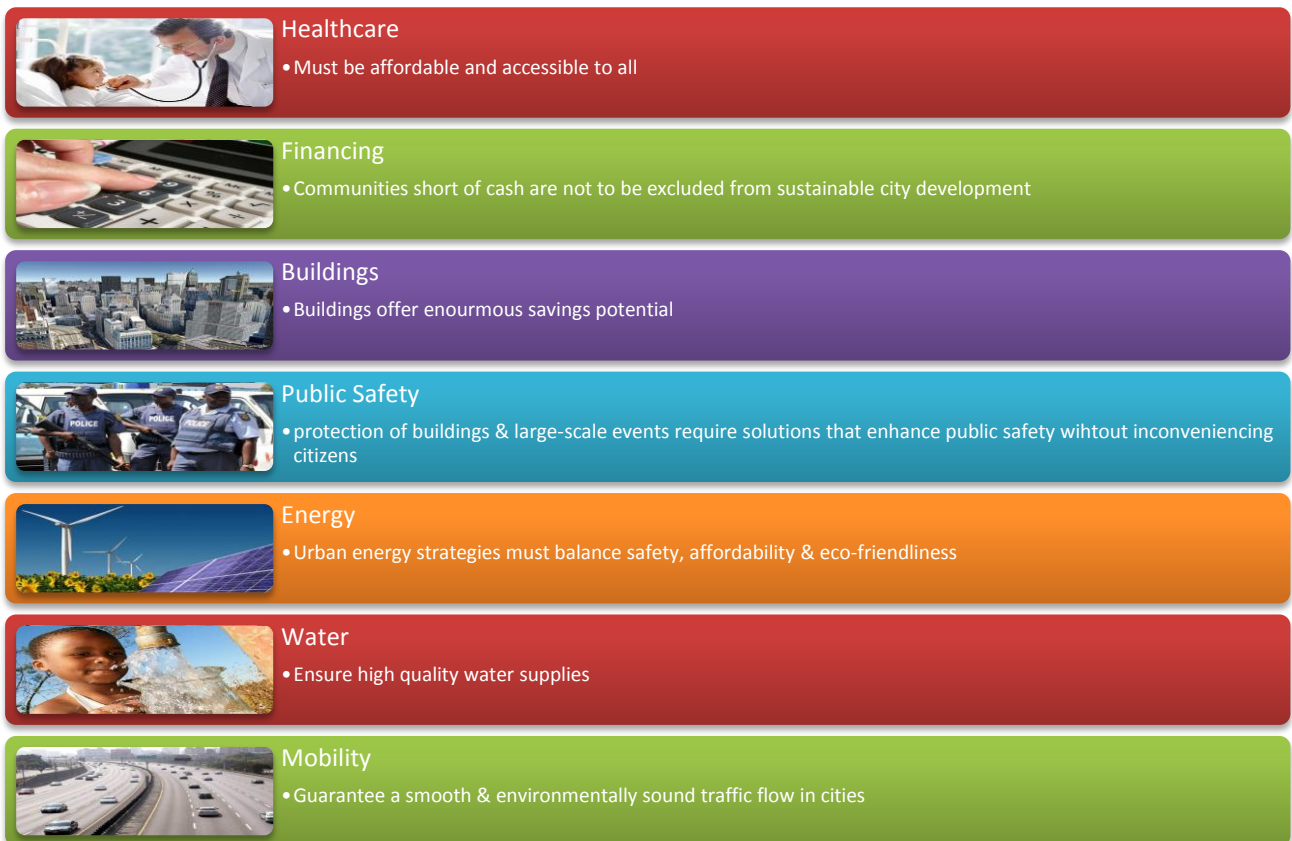 Healthcare
•Must be affordable and accessible to all
Financing
•Communities short of cash are not to be excluded from sustainable city development
Buildings
•Buildings offer enourmous savings potential
POLICE
POLICE
POLICE
Public Safety
•protection of buildings & large-scale events require solutions that enhance public safety wihtout inconveniencing
citizens
Energy
•Urban energy strategies must balance safety, affordability & eco-friendliness
Water
•Ensure high quality water supplies
Mobility
•Guarantee a smooth & environmentally sound traffic flow in cities